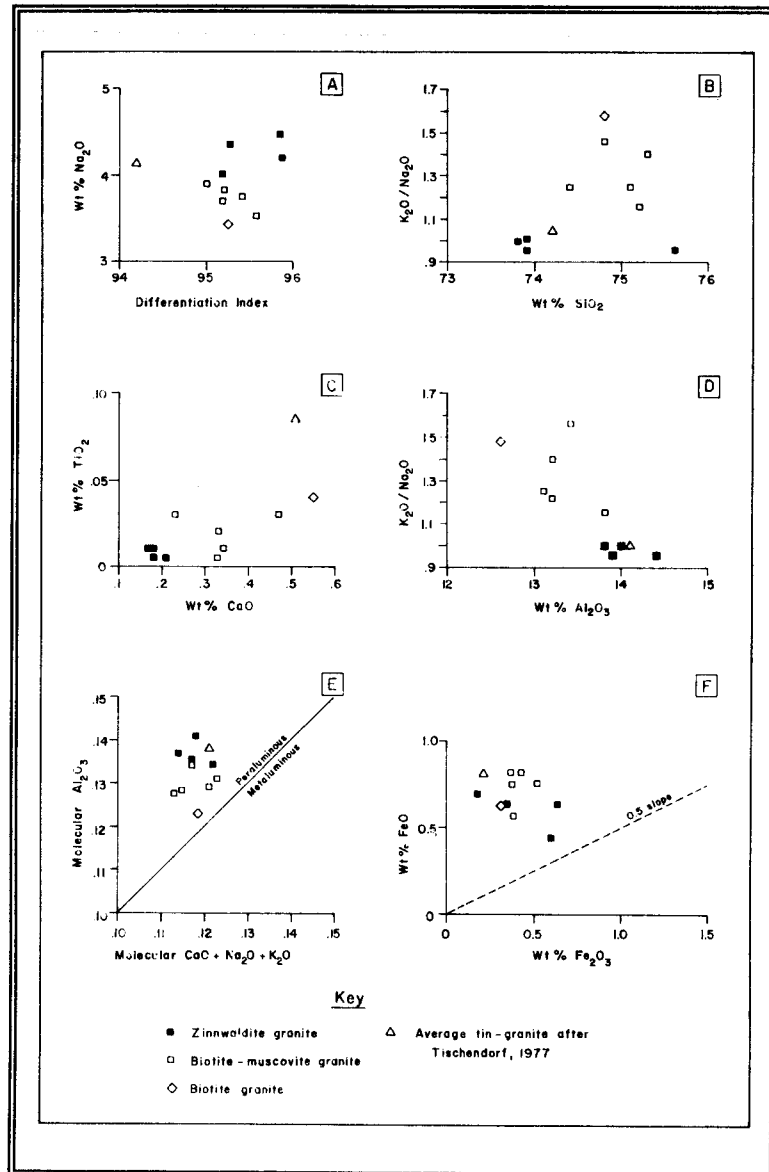 A
5
4
3
Wt % Na2O
94
95
96
Differentiation Index
B
1.7
1.5
1.3
1.1
.9
K2O/Na2O
73
74
75
76
Wt % SiO2
C
.10
.05
0
Wt % TiO2
.1
.2
.3
.4
.5
.6
Wt % CaO
D
1.7
1.5
1.3
1.1
.9
K2O/Na2O
12
13
14
15
Wt % Al2O3
E
.15
.14
.13
.12
.11
.10
Molecular Al2O3
Peraluminous
Metaluminous
.10
.11
.12
.13
.14
.15
Molecular CaO + Na2O + K2O
F
1.0
0.5
0
Wt % FeO
0.5 slope
0
0.5
1.0
1.5
Wt % Fe2O3
Key
Zinnwaldite granite
Biotite - muscovite granite
Biotite granite
Average tin-granite after
Tischendorf, 1977